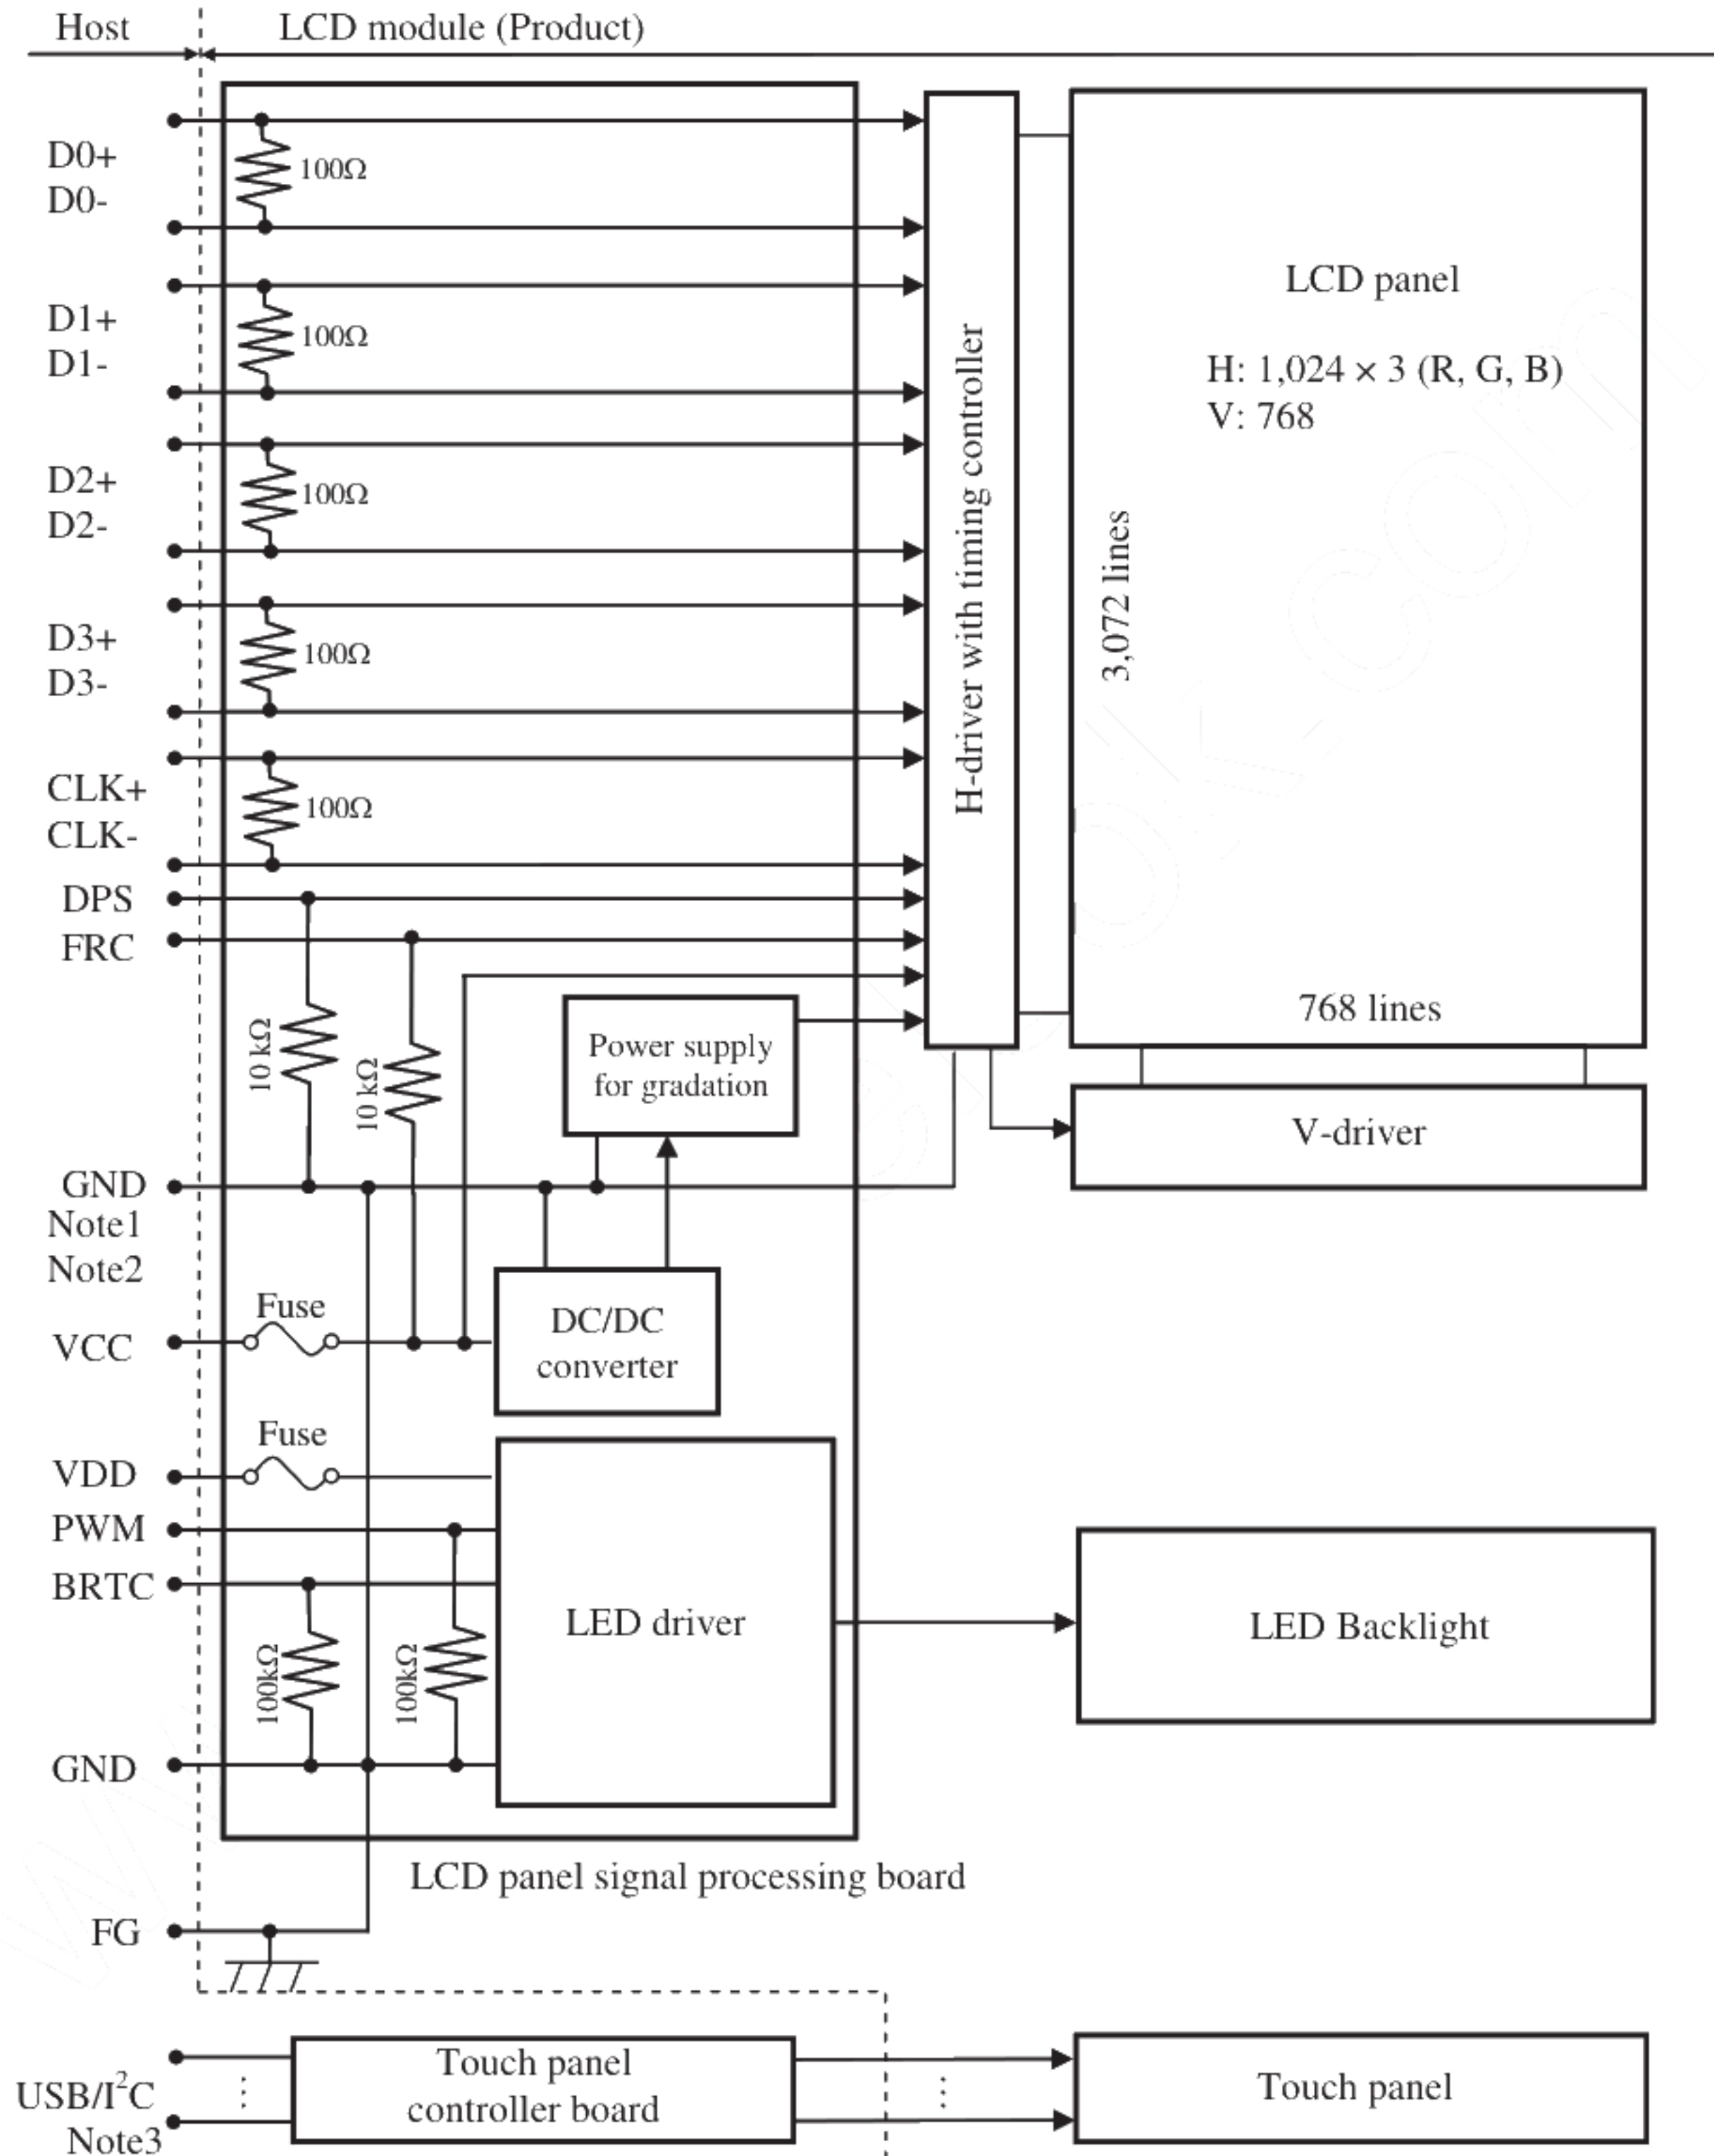 Host
LCD module (Product)
D0+
D0-
100Ω
D1+
D1-
100Ω
D2+
D2-
100Ω
D3+
D3-
100Ω
CLK+
CLK-
100Ω
DPS
FRC
10 kΩ
10 kΩ
Power supply
for gradation
H-driver with timing controller
LCD panel
H: 1,024 × 3 (R, G, B)
V: 768
3,072 lines
768 lines
V-driver
GND
Note1
Note2
Fuse
VCC
DC/DC
converter
Fuse
VDD
PWM
BRTC
100kΩ
100kΩ
LED driver
LED Backlight
GND
LCD panel signal processing board
FG
USB/I²C
Note3
Touch panel
controller board
Touch panel